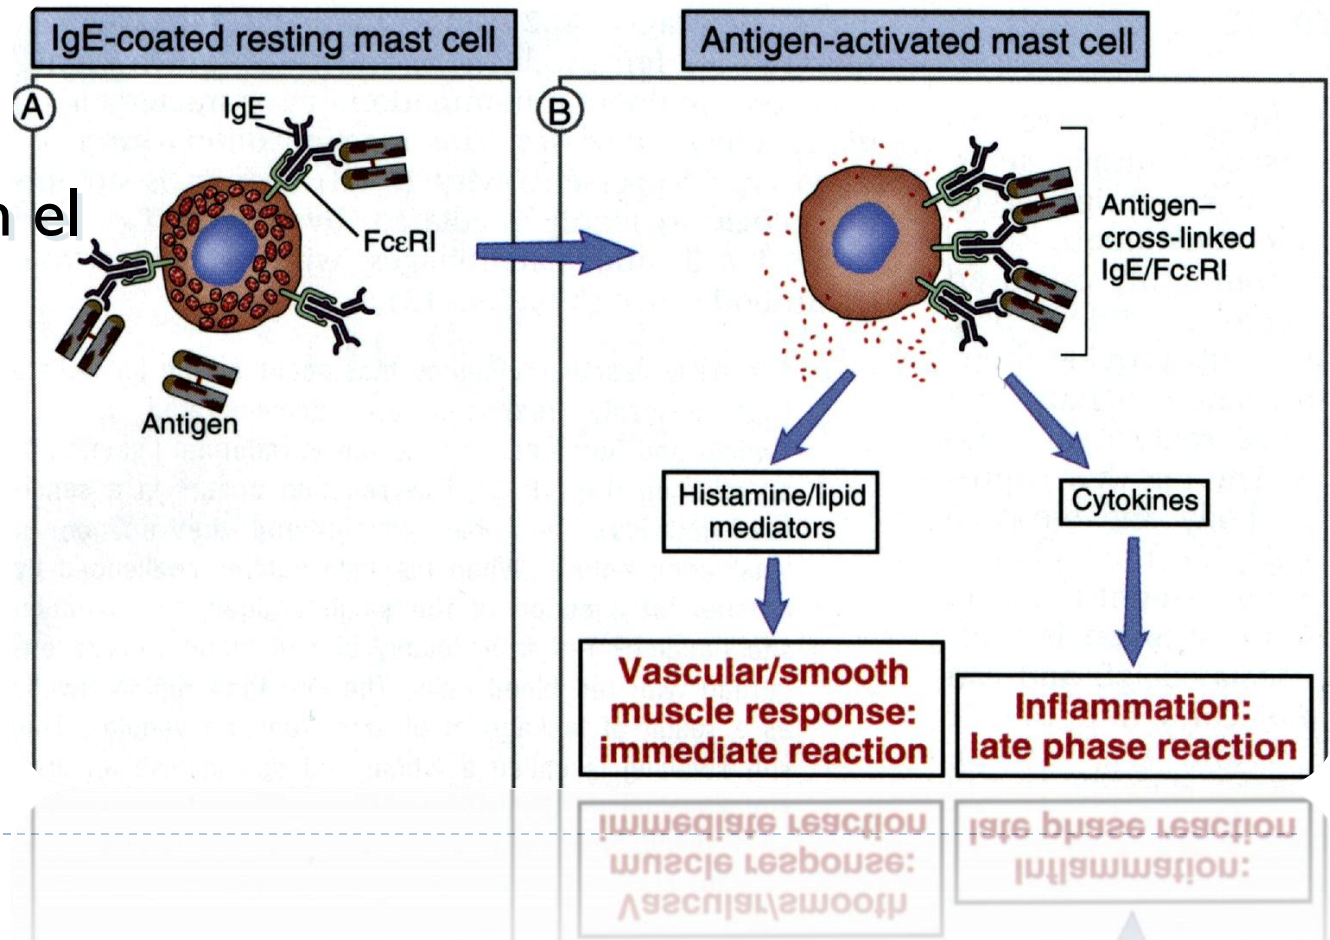 IgE-coated resting mast cell
Antigen-activated mast cell
A
B
IgE
n el
FcεRI
Antigen
Antigen–
cross-linked
IgE/FcεRI
Histamine/lipid
mediators
Cytokines
Vascular/smooth
muscle response:
immediate reaction
Inflammation:
late phase reaction